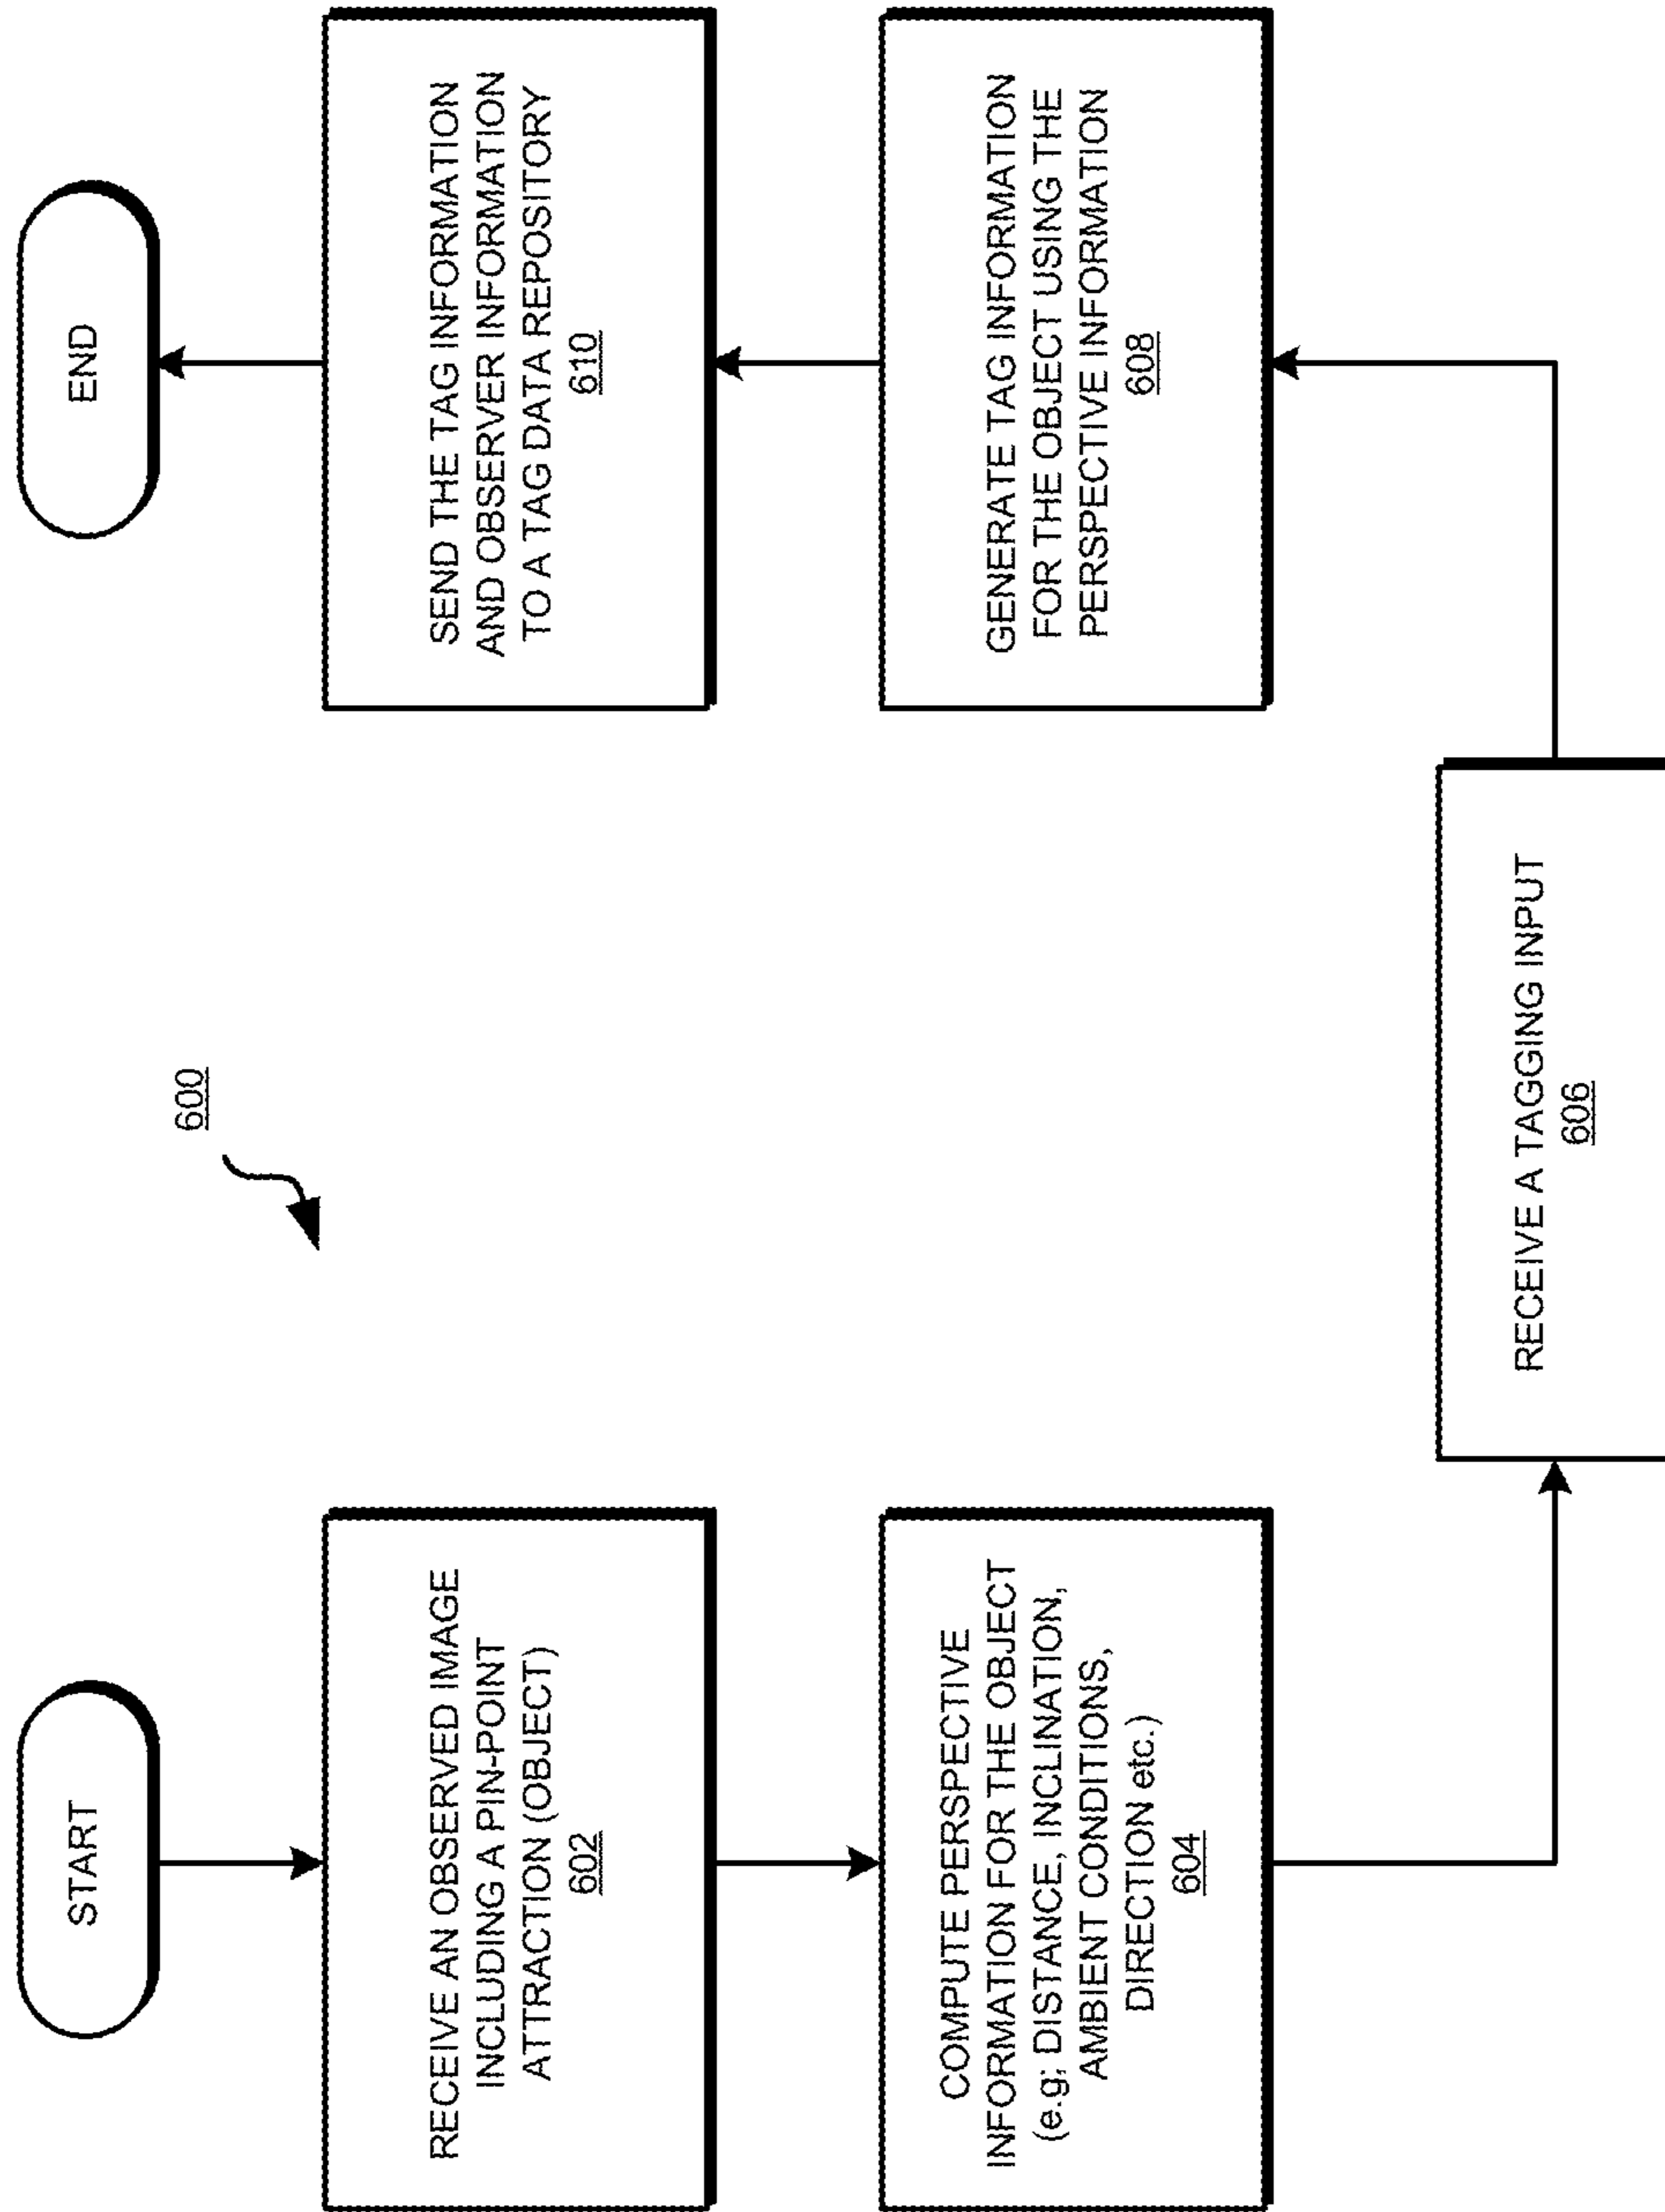 600
START
RECEIVE AN OBSERVED IMAGE
INCLUDING A PIN-POINT
ATTRACTION (OBJECT)
602
COMPUTE PERSPECTIVE
INFORMATION FOR THE OBJECT
(e.g; DISTANCE, INCLINATION,
AMBIENT CONDITIONS,
DIRECTION etc.)
604
RECEIVE A TAGGING INPUT
606
GENERATE TAG INFORMATION
FOR THE OBJECT USING THE
PERSPECTIVE INFORMATION
608
SEND THE TAG INFORMATION
AND OBSERVER INFORMATION
TO A TAG DATA REPOSITORY
610
END